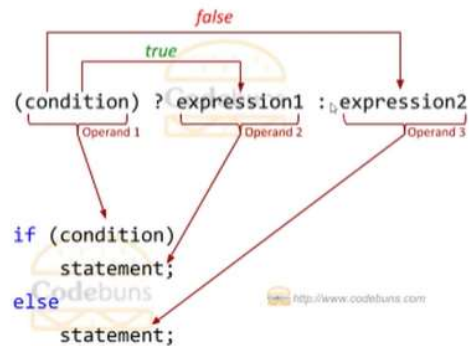 false
true
(condition) ? expression1 : expression2
Operand 1 Operand 2 Operand 3
if (condition)
statement;
else
statement;
Codebuns
http://www.codebuns.com